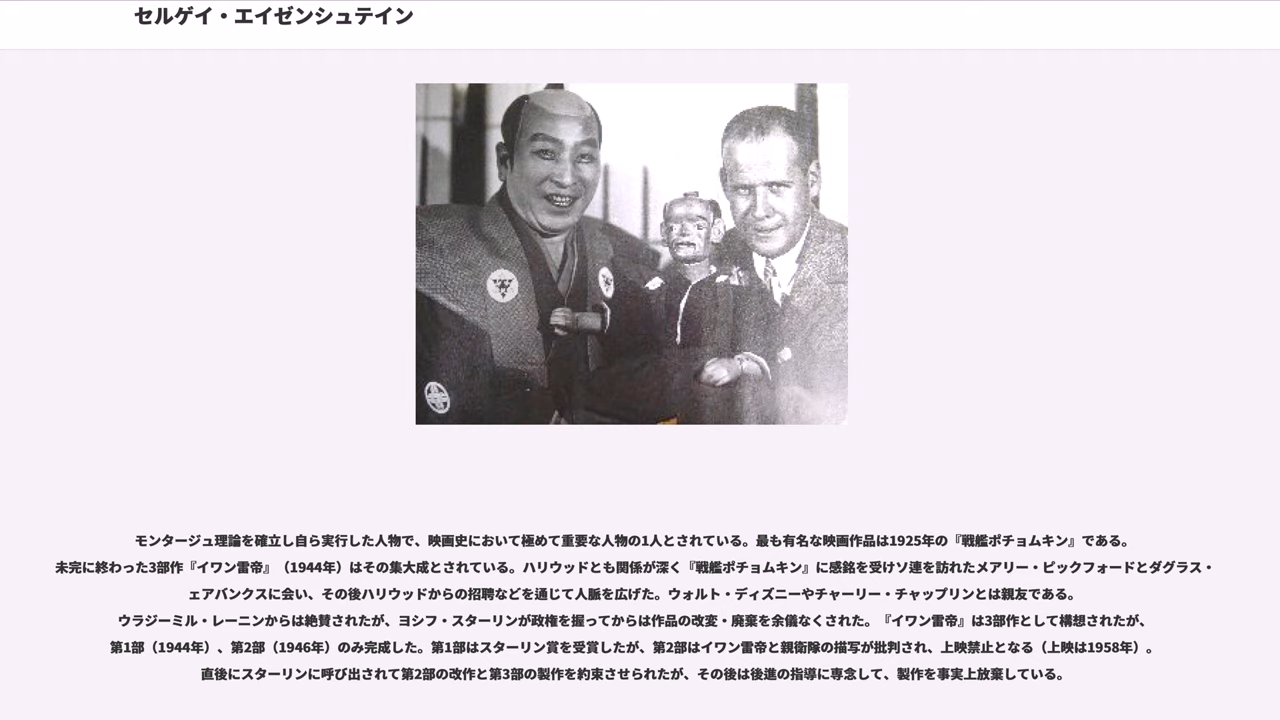 セルゲイ・エイゼンシュテイン
モンタージュ理論を確立し自ら実行した人物で、映画史において極めて重要な人物の1人とされている。最も有名な映画作品は1925年の『戦艦ポチョムキン』である。
未完に終わった3部作『イワン雷帝』（1944年）はその集大成とされている。ハリウッドとも関係が深く『戦艦ポチョムキン』に感銘を受けソ連を訪れたメアリー・ピックフォードとダグラス・
ェアバンクスに会い、その後ハリウッドからの招聘などを通じて人脈を広げた。ウォルト・ディズニーやチャーリー・チャップリンとは親友である。
ウラジーミル・レーニンからは絶賛されたが、ヨシフ・スターリンが政権を握ってからは作品の改変・廃棄を余儀なくされた。『イワン雷帝』は3部作として構想されたが、
第1部（1944年）、第2部（1946年）のみ完成した。第1部はスターリン賞を受賞したが、第2部はイワン雷帝と親衛隊の描写が批判され、上映禁止となる（上映は1958年）。
直後にスターリンに呼び出されて第2部の改作と第3部の製作を約束させられたが、その後は後進の指導に専念して、製作を事実上放棄している。